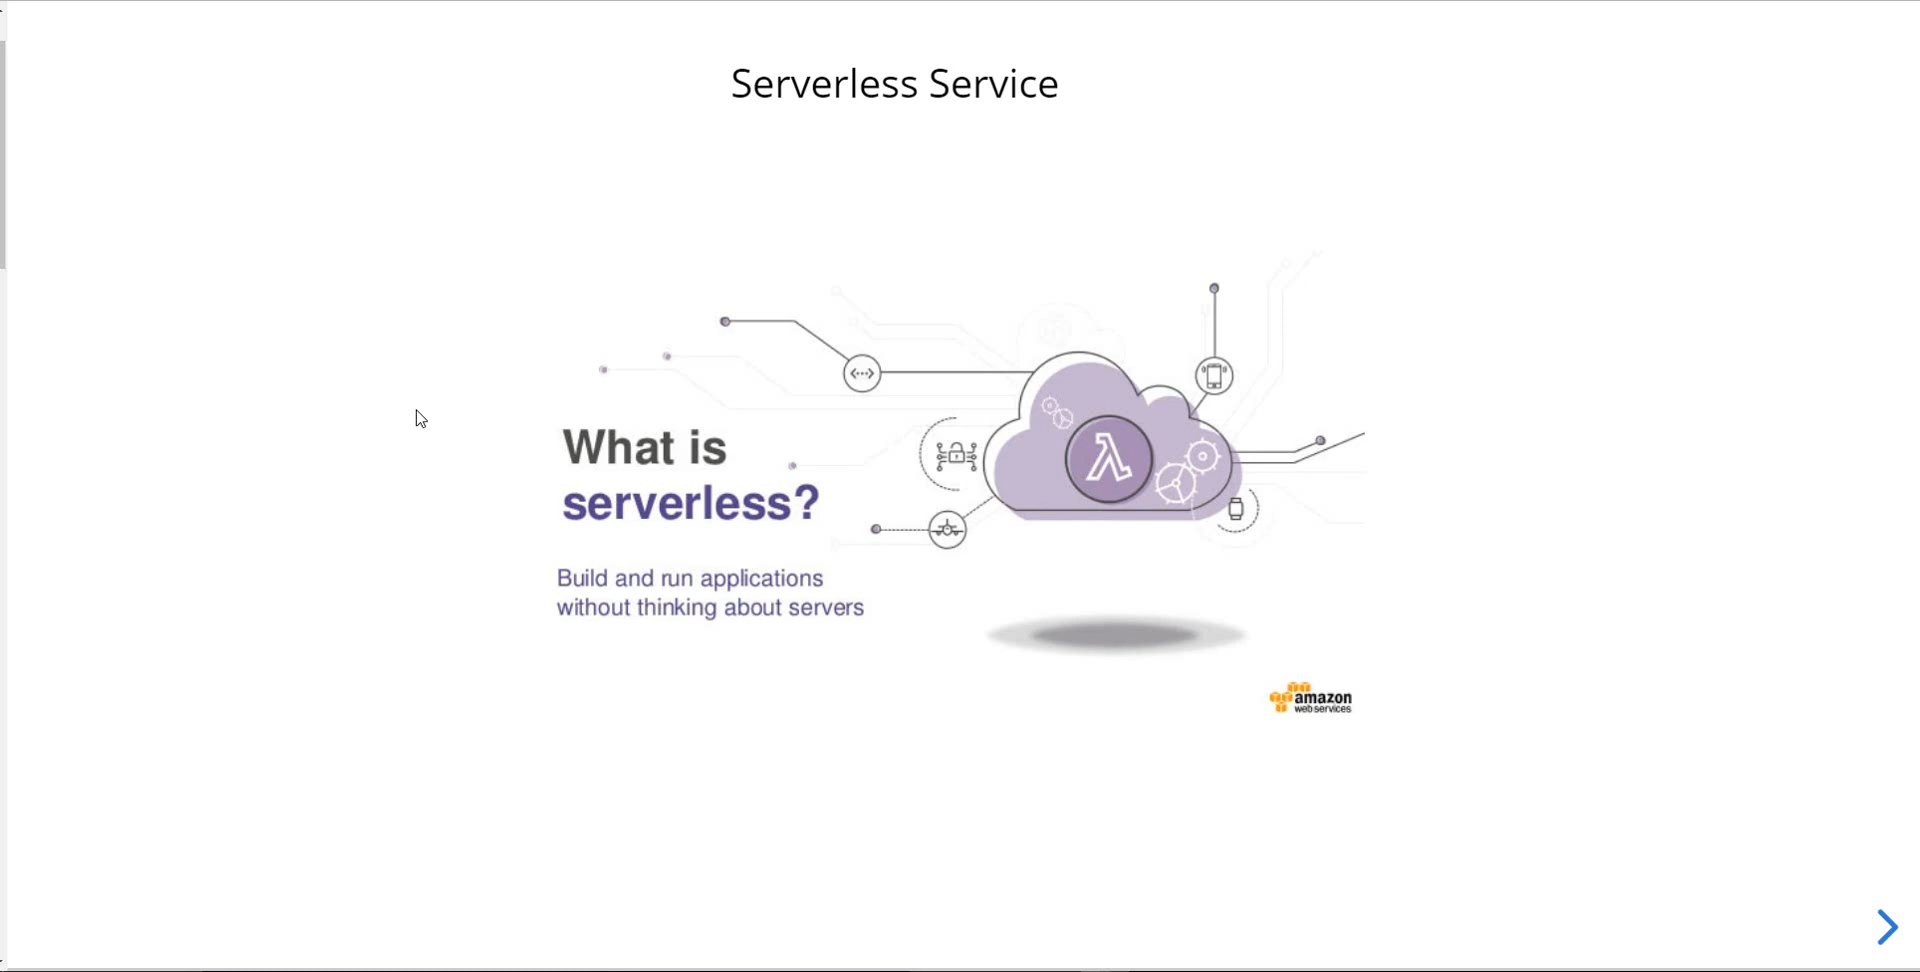 Serverless Service
What is
serverless?
Build and run applications
without thinking about servers
amazon
web services